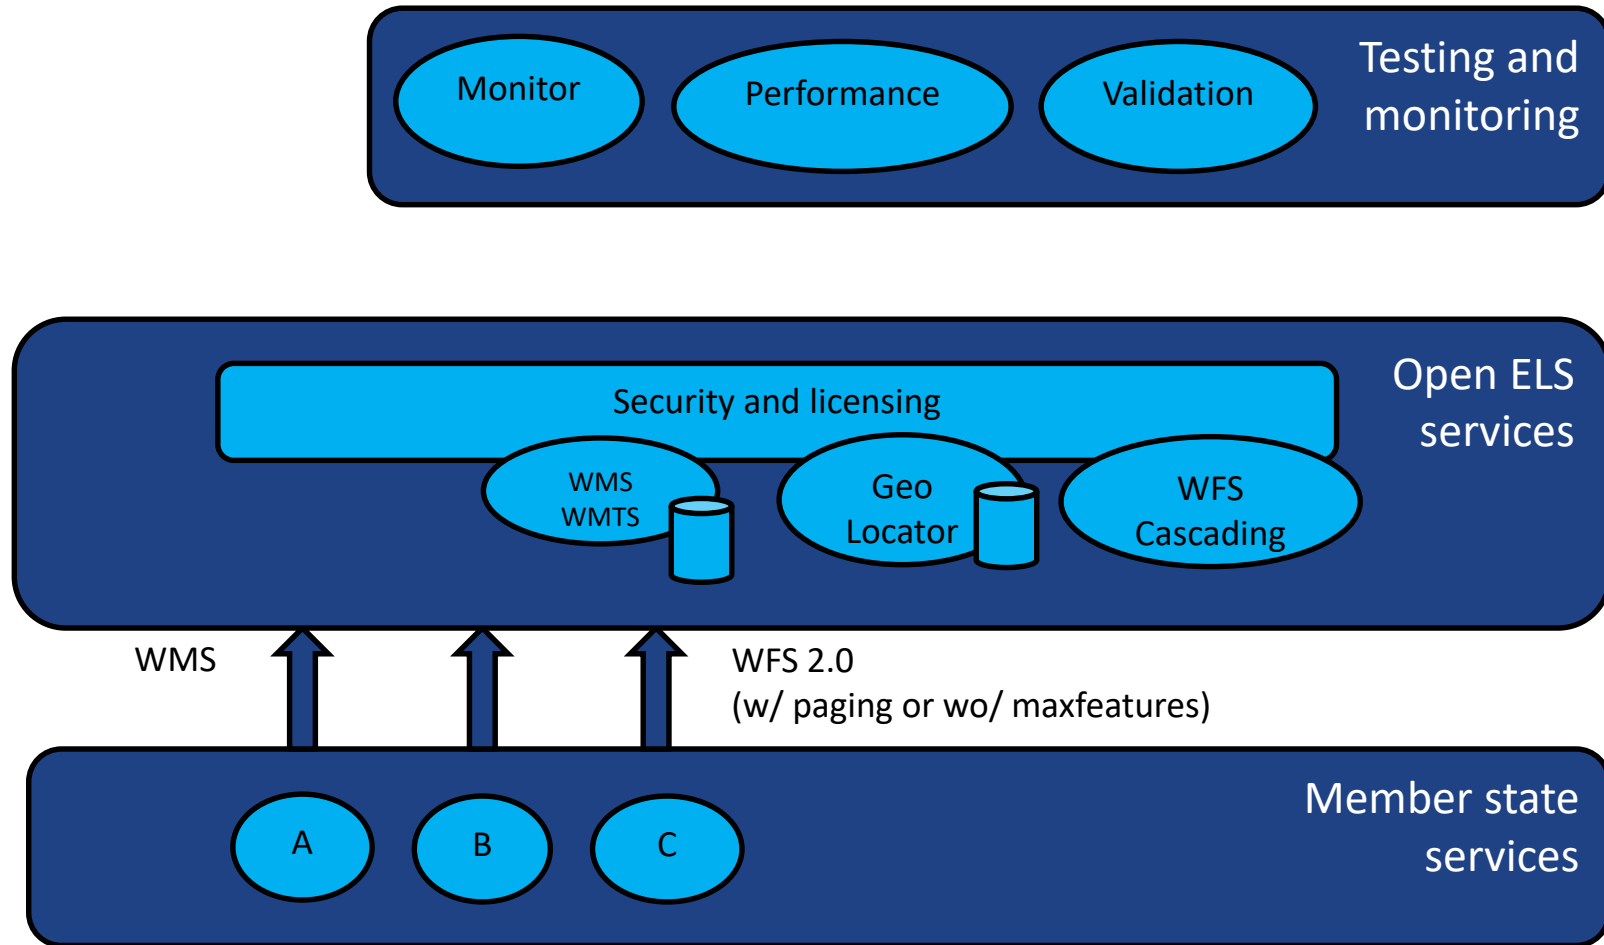 Monitor
Performance
Validation
Testing and
monitoring
Security and licensing
Open ELS
services
WMS
WMTS
Geo
Locator
WFS
Cascading
WMS
WFS 2.0
(w/ paging or wo/ maxfeatures)
A
B
C
Member state
services